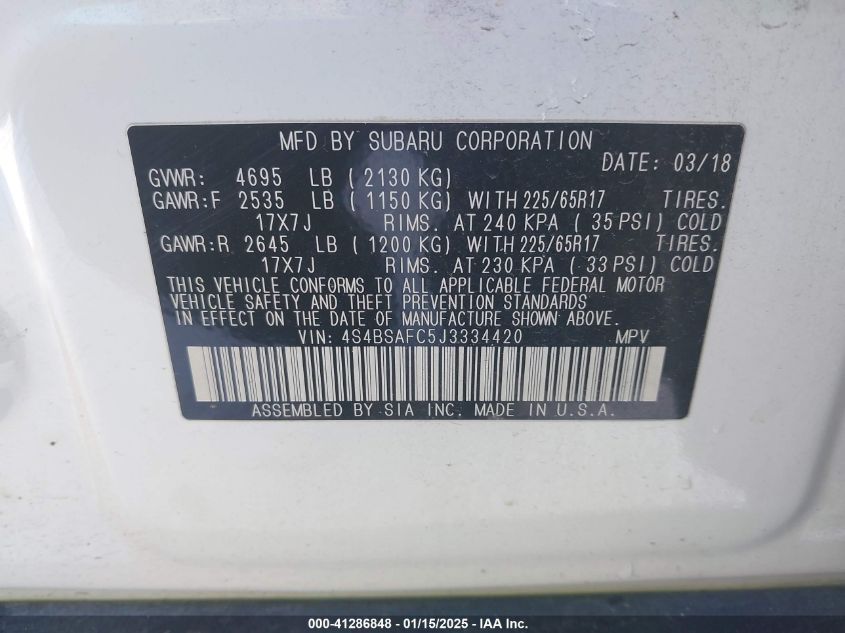 MFD BY SUBARU CORPORATION
DATE: 03/18
GVWR: 4695 LB ( 2130 KG)
GAWR:F 2535 LB ( 1150 KG) WITH 225/65R17 TIRES.
17X7J RIMS. AT 240 KPA ( 35 PSI) COLD
GAWR:R 2645 LB ( 1200 KG) WITH 225/65R17 TIRES.
17X7J RIMS. AT 230 KPA ( 33 PSI) COLD
THIS VEHICLE CONFORMS TO ALL APPLICABLE FEDERAL MOTOR
VEHICLE SAFETY AND THEFT PREVENTION STANDARDS
IN EFFECT ON THE DATE OF MANUFACTURE SHOWN ABOVE.
VIN: 4S4BSAFC5J3334420 MPV
ASSEMBLED BY SIA INC. MADE IN U.S.A.
000-41286848 - 01/15/2025 - IAA Inc.